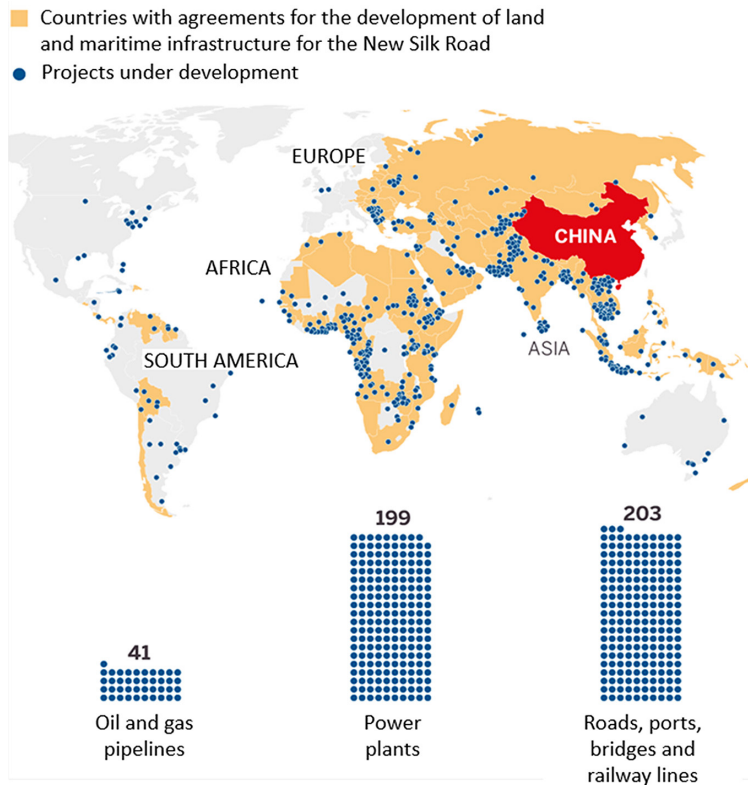 Countries with agreements for the development of land
and maritime infrastructure for the New Silk Road
Projects under development
EUROPE
CHINA
AFRICA
ASIA
SOUTH AMERICA
199
203
41
Oil and gas
pipelines
Power
plants
Roads, ports,
bridges and
railway lines